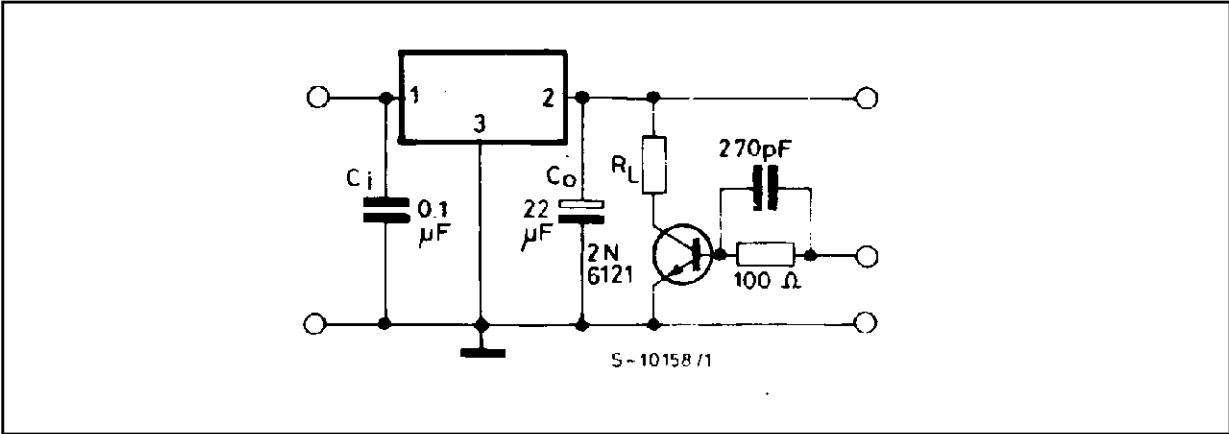 1
2
3
Ci
0.1
µF
Co
22
µF
RL
270pF
2N
6121
100 Ω
S-10158/1